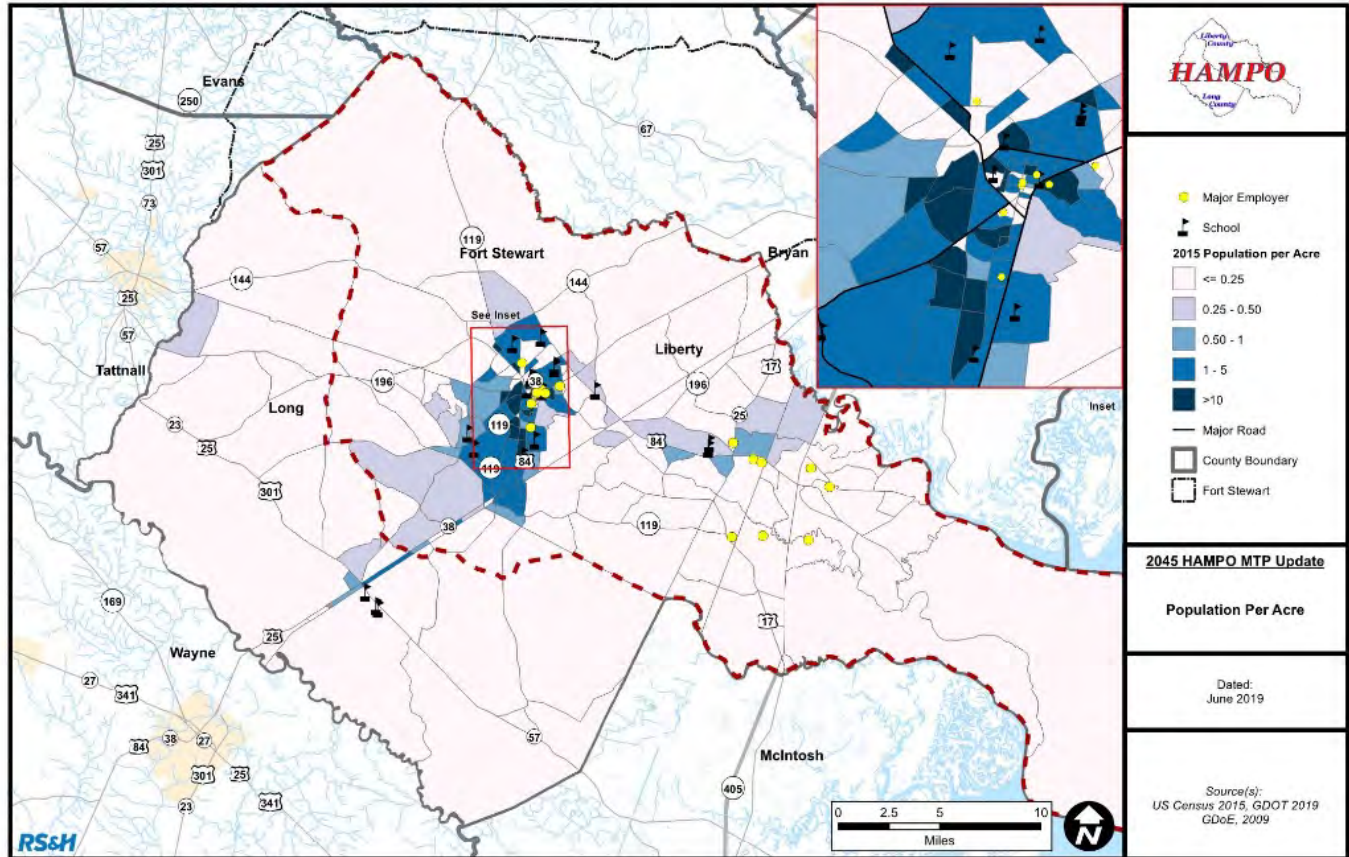 Evans
250
25
301
73
57
67
119
Fort Stewart
Bryan
144
144
25
57
See Inset
Liberty
17
Tattnall
196
38
196
Long
25
119
23
84
25
119
84
301
38
119
169
25
17
Wayne
27
341
57
38
27
84
McIntosh
301
25
341
405
23
Inset
0 2.5 5 10
Miles
N
RS&H
Liberty
County
HAMPO
Long
County
Major Employer
School
2015 Population per Acre
<= 0.25
0.25 - 0.50
0.50 - 1
1 - 5
>10
Major Road
County Boundary
Fort Stewart
2045 HAMPO MTP Update
Population Per Acre
Dated:
June 2019
Source(s):
US Census 2015, GDOT 2019
GDoE, 2009